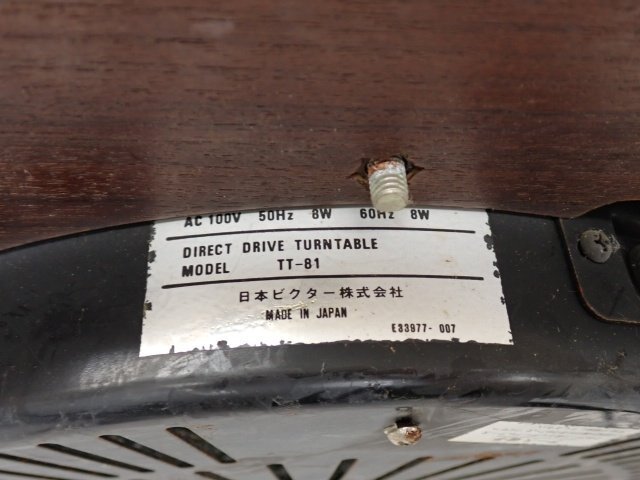 AC 100V 50Hz 8W 60Hz 8W
DIRECT DRIVE TURNTABLE
MODEL TT-81
日本ビクター株式会社
MADE IN JAPAN
E33977-007